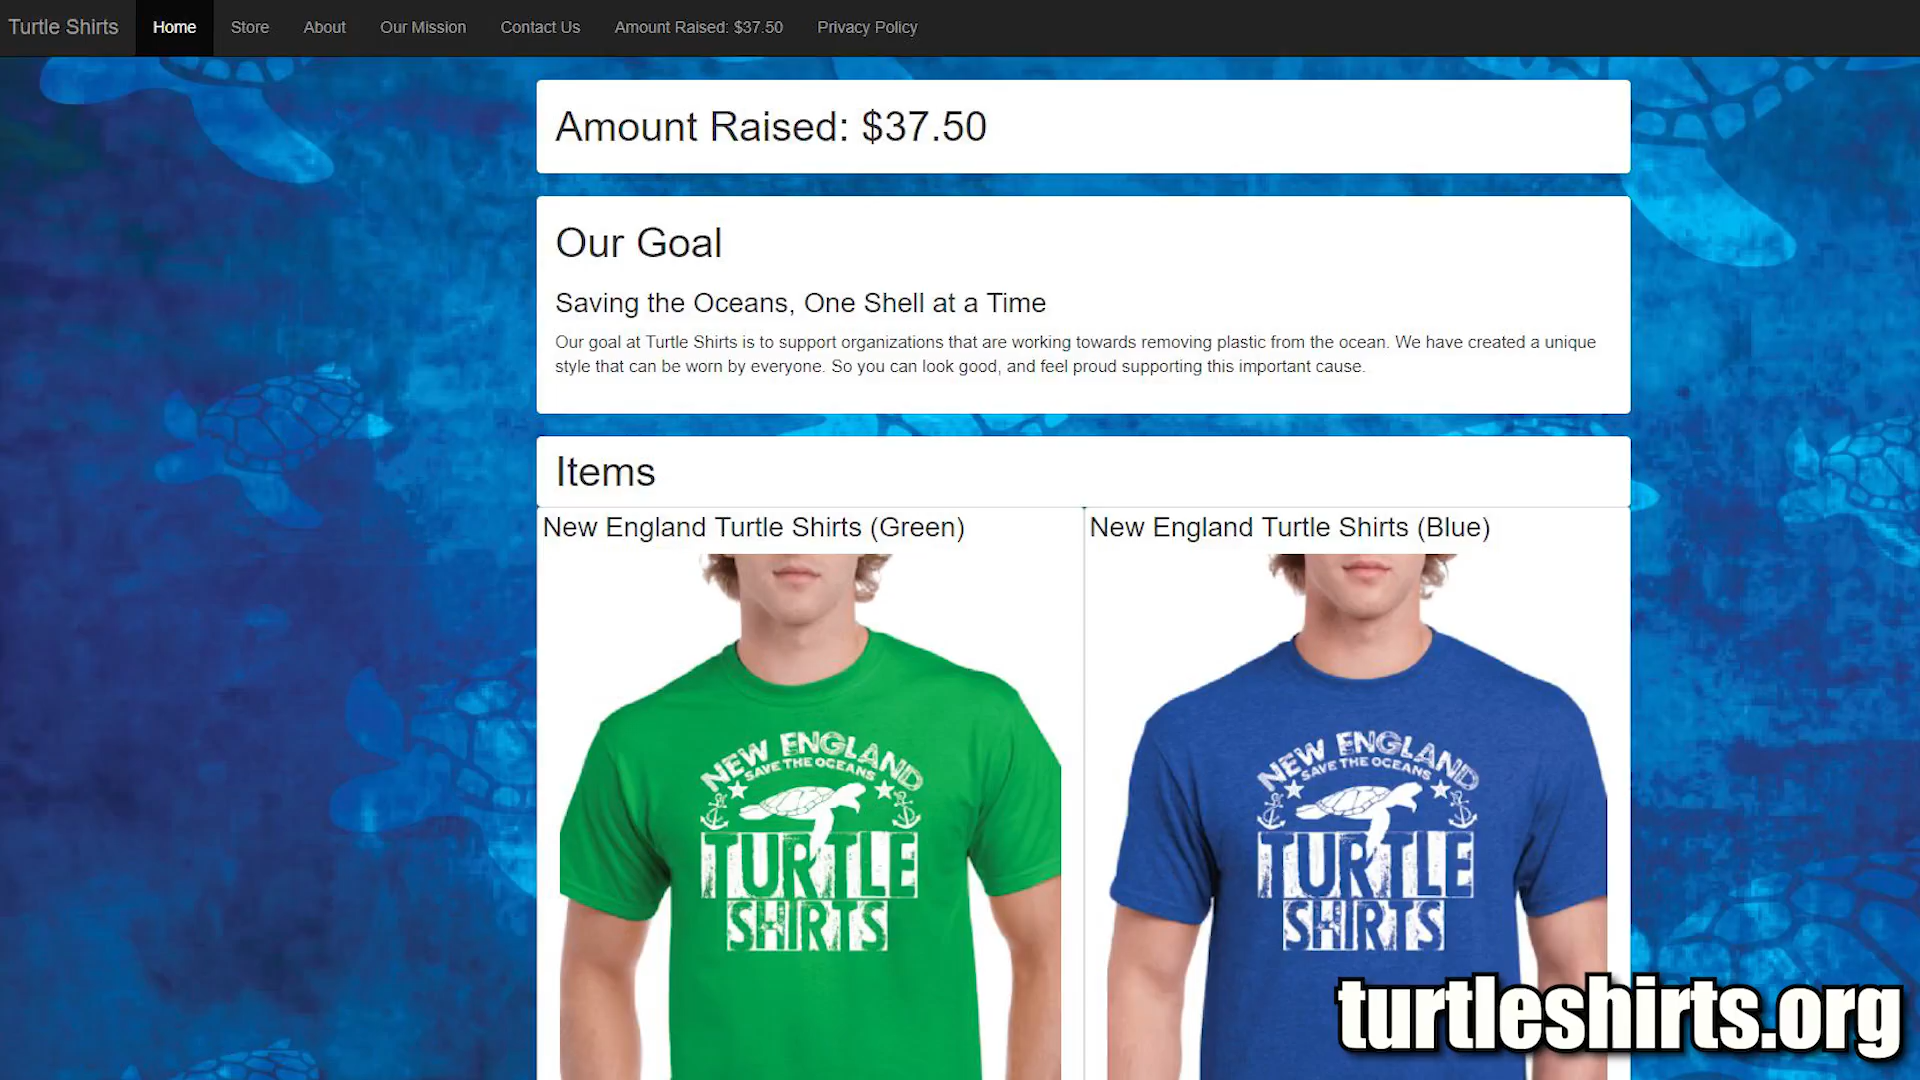 Turtle Shirts Home Store About Our Mission Contact Us Amount Raised: $37.50 Privacy Policy
Amount Raised: $37.50
Our Goal
Saving the Oceans, One Shell at a Time
Our goal at Turtle Shirts is to support organizations that are working towards removing plastic from the ocean. We have created a unique
style that can be worn by everyone. So you can look good, and feel proud supporting this important cause.
Items
New England Turtle Shirts (Green)
NEW ENGLAND
SAVE THE OCEANS
TURTLE
SHIRTS
New England Turtle Shirts (Blue)
NEW ENGLAND
SAVE THE OCEANS
TURTLE
SHIRTS
turtleshirts.org